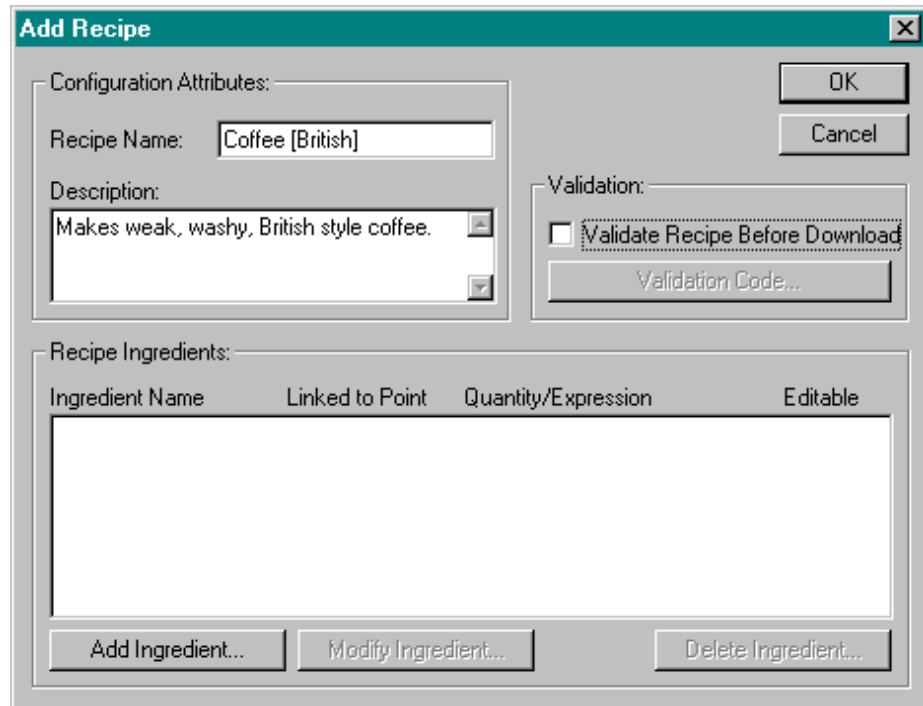 Add Recipe
Configuration Attributes:
OK
Recipe Name: Coffee [British]
Cancel
Description:
Makes weak, washy, British style coffee.
Validation:
Validate Recipe Before Download
Validation Code...
Recipe Ingredients:
Ingredient Name Linked to Point Quantity/Expression Editable
Add Ingredient... Modify Ingredient... Delete Ingredient...